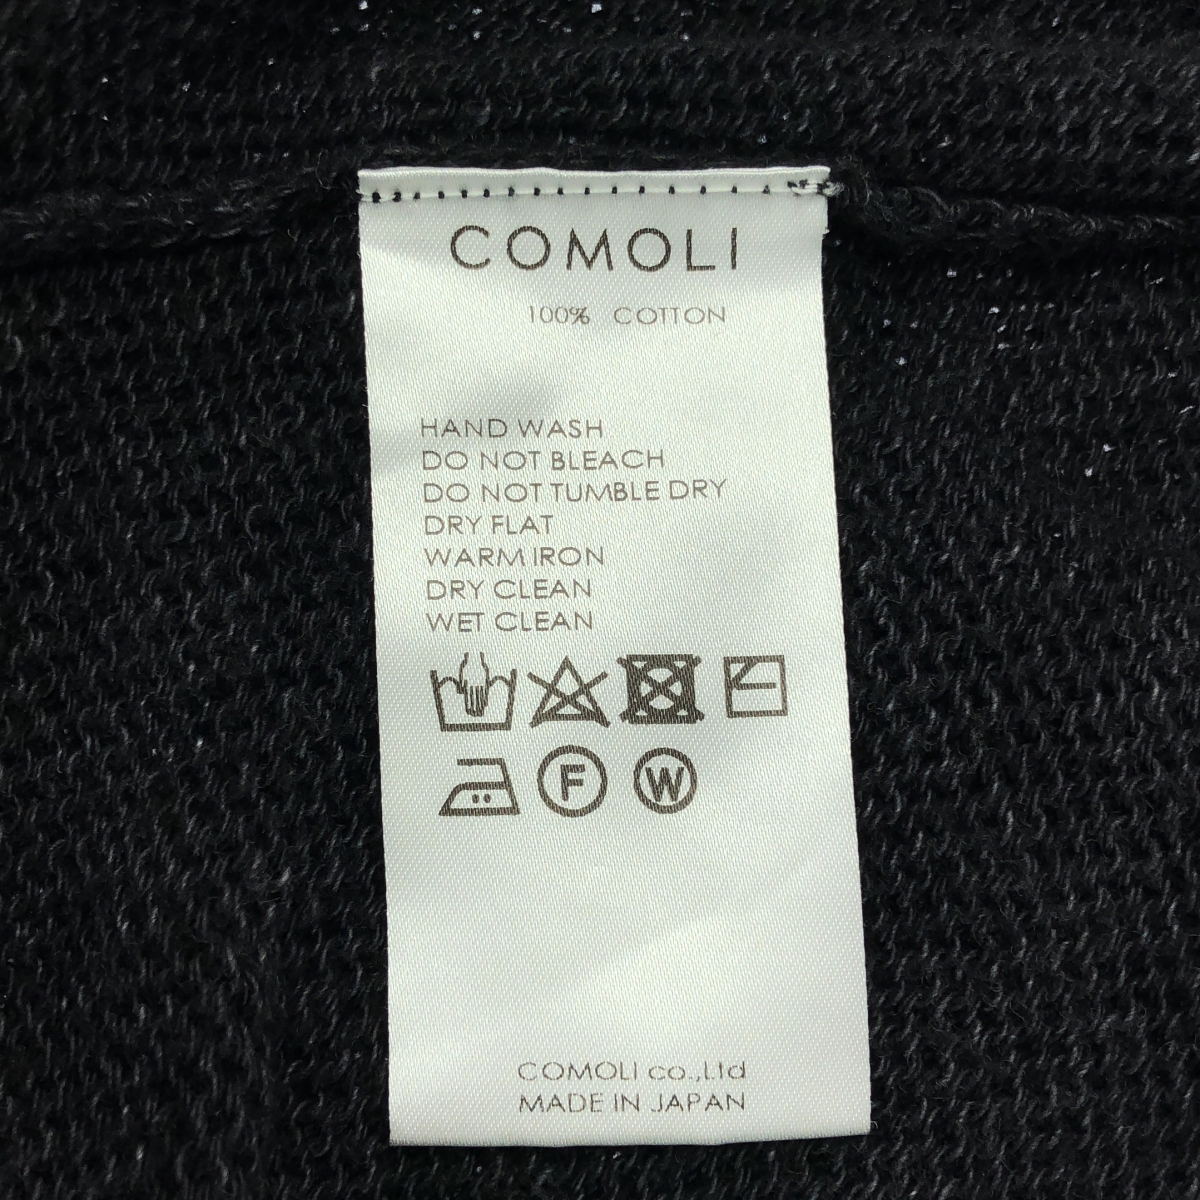 COMOLI
100% COTTON
HAND WASH
DO NOT BLEACH
DO NOT TUMBLE DRY
DRY FLAT
WARM IRON
DRY CLEAN
WET CLEAN
F W
COMOLI co.,Ltd
MADE IN JAPAN